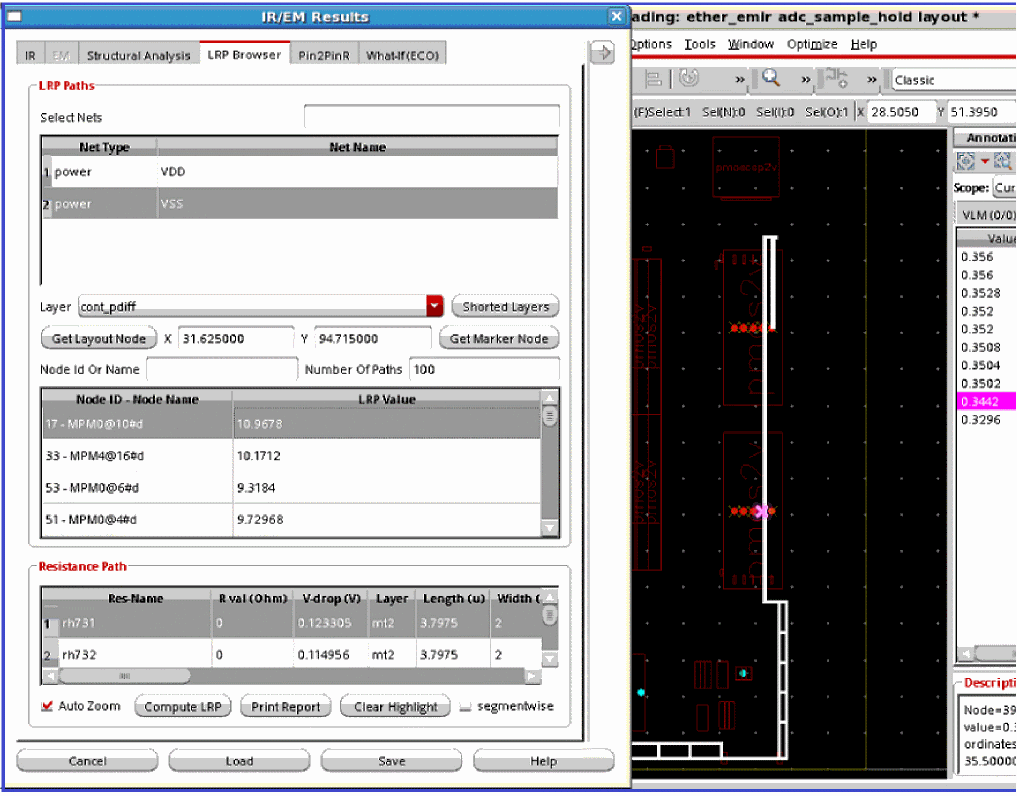 IR/EM Results
ading: ether_emir adc_sample_hold layout *
IR EM Structural Analysis LRP Browser Pin2PinR What-If(ECO)
Options Tools Window Optimize Help
» » » Classic
(F)Select:1 Sel(N):0 Sel(I):0 Sel(O):1 X 28.5050 Y 51.3950
LRP Paths
Select Nets
Net Type Net Name
1 power VDD
2 power VSS
Layer cont_pdiff Shorted Layers
Get Layout Node X 31.625000 Y 94.715000 Get Marker Node
Node Id Or Name Number Of Paths 100
Node ID - Node Name LRP Value
17 - MPM0@10#d 10.9678
33 - MPM4@16#d 10.1712
53 - MPM0@6#d 9.3184
51 - MPM0@4#d 9.72968
Resistance Path
Res-Name R val (Ohm) V-drop (V) Layer Length (u) Width (
1 rh731 0 0.123305 mt2 3.7975 2
2 rh732 0 0.114956 mt2 3.7975 2
Auto Zoom Compute LRP Print Report Clear Highlight segmentwise
Cancel Load Save Help
nmos2v
nmos2v
Annotati
Scope: Cur
VLM (0/0)
Value
0.356
0.356
0.3528
0.352
0.352
0.3508
0.3504
0.3502
0.3442
0.3296
Descripti
Node=39
value=0.3
ordinates
35.50000